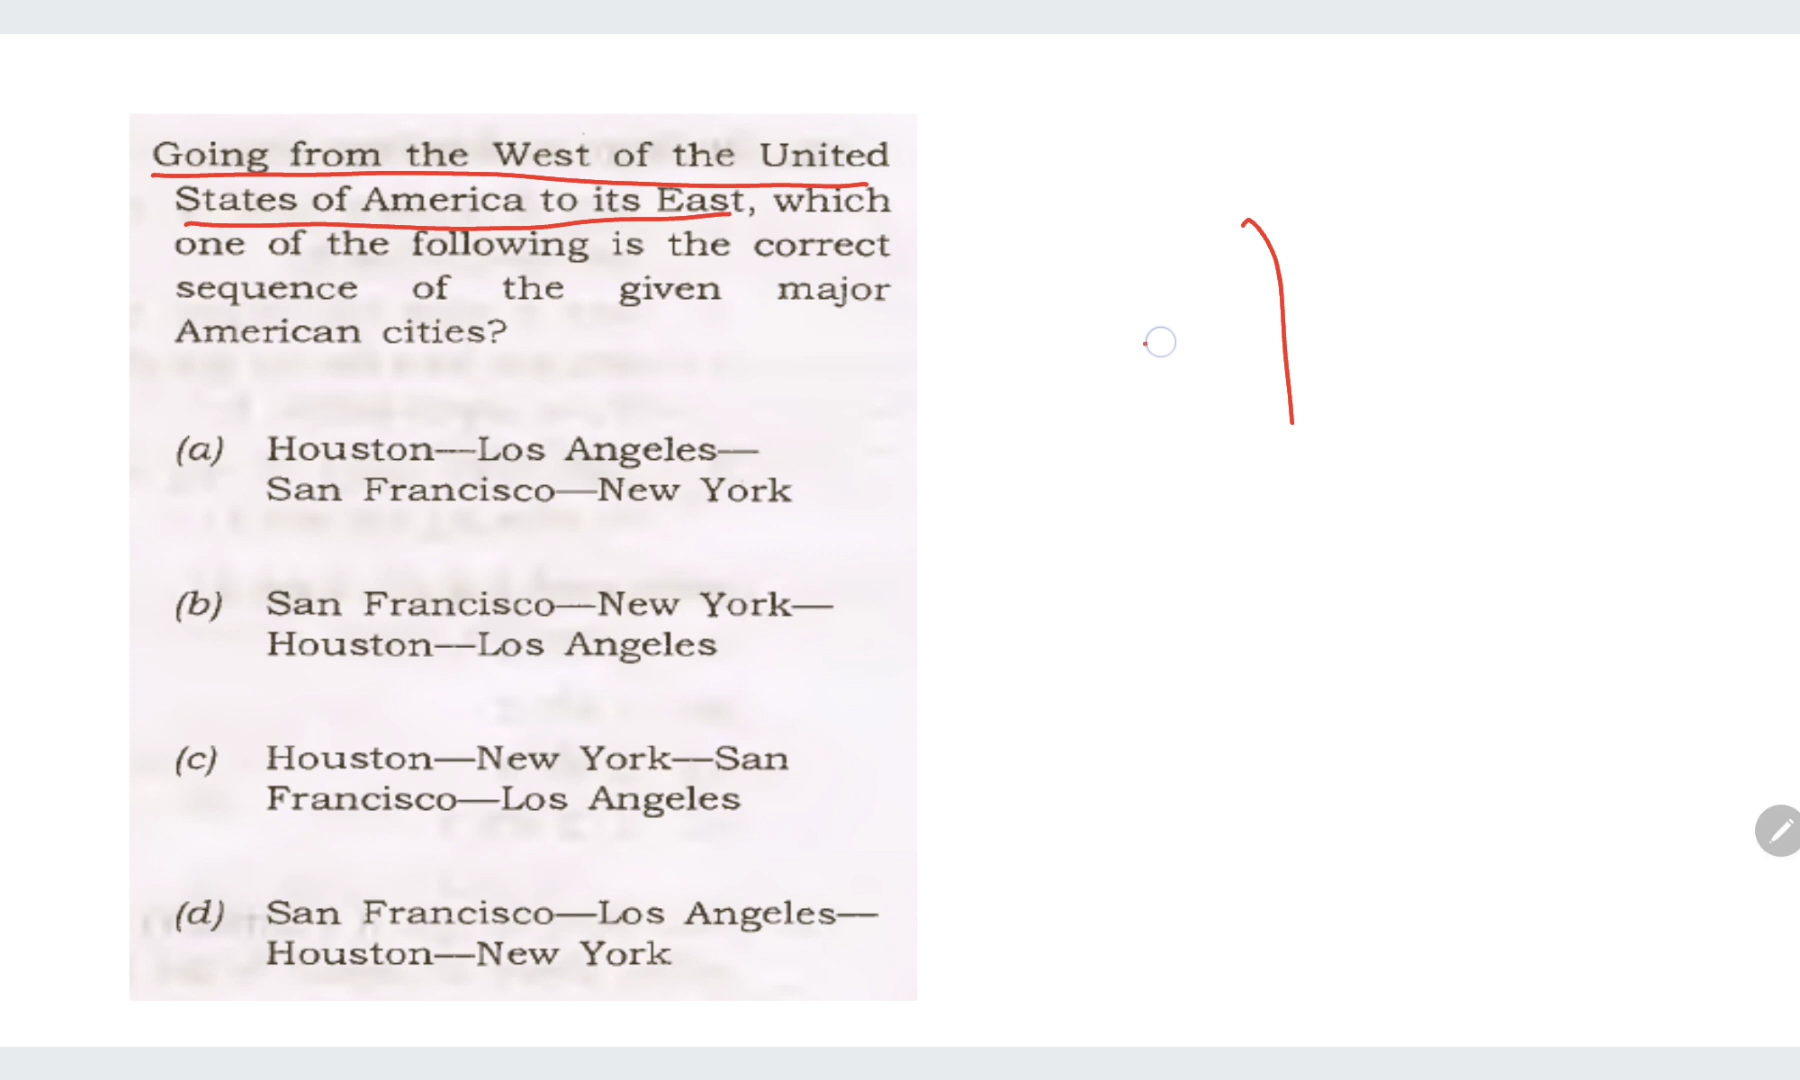 Going from the West of the United
States of America to its East, which
one of the following is the correct
sequence of the given major
American cities?
(a) Houston—Los Angeles—
San Francisco—New York
(b) San Francisco—New York—
Houston—Los Angeles
(c) Houston—New York—San
Francisco—Los Angeles
(d) San Francisco—Los Angeles—
Houston—New York